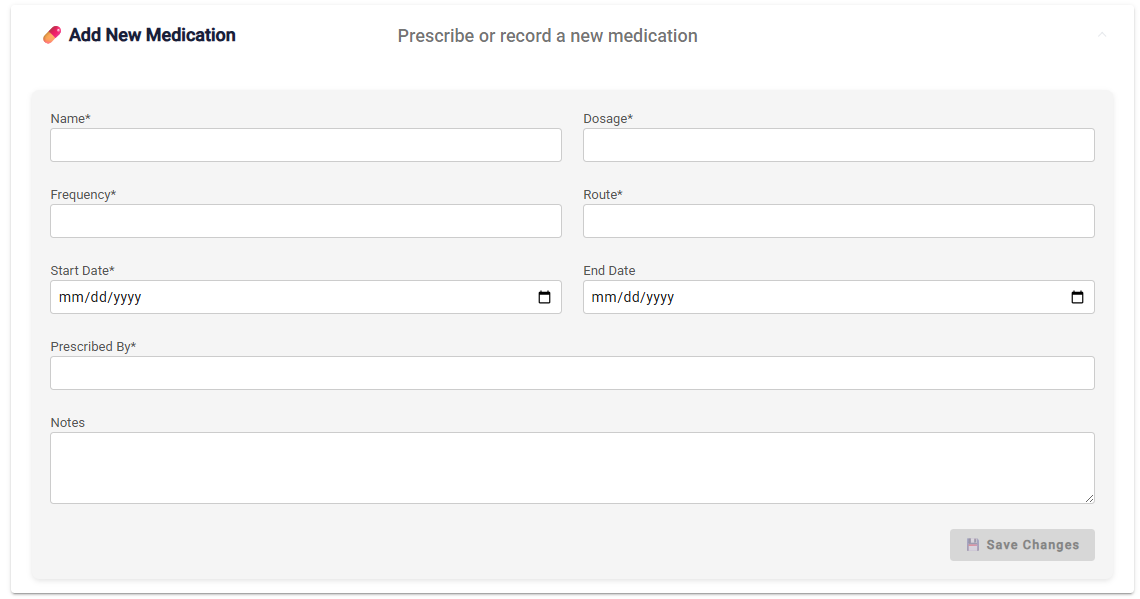 Add New Medication Prescribe or record a new medication
Name* Dosage*
Frequency* Route*
Start Date* End Date
mm/dd/yyyy mm/dd/yyyy
Prescribed By*
Notes
Save Changes